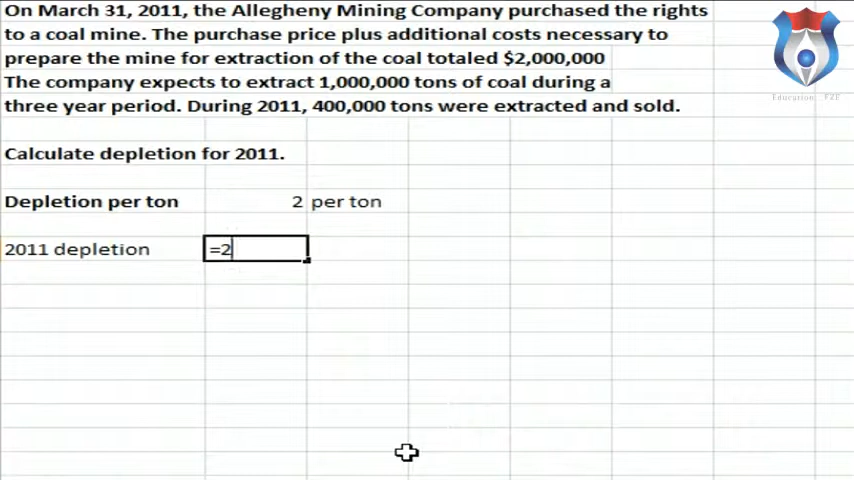 On March 31, 2011, the Allegheny Mining Company purchased the rights
to a coal mine. The purchase price plus additional costs necessary to
prepare the mine for extraction of the coal totaled $2,000,000
The company expects to extract 1,000,000 tons of coal during a
three year period. During 2011, 400,000 tons were extracted and sold.
Calculate depletion for 2011.
Depletion per ton 2 per ton
2011 depletion =2
Education